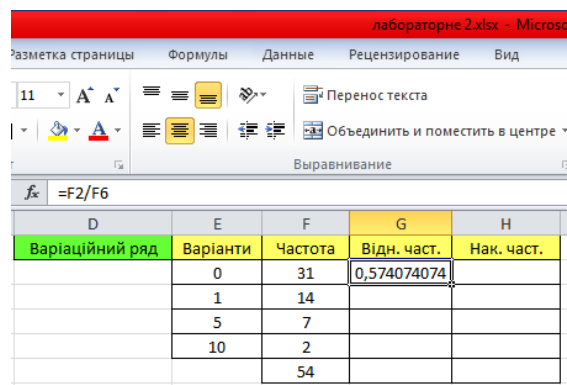 лабораторне 2.xlsx - Microso
Разметка страницы Формулы Данные Рецензирование Вид
11 A A Перенос текста
A Объединить и поместить в центре
Выравнивание
fx =F2/F6
D E F G H
Варіаційний ряд Варіанти Частота Відн. част. Нак. част.
0 31 0,574074074
1 14
5 7
10 2
54